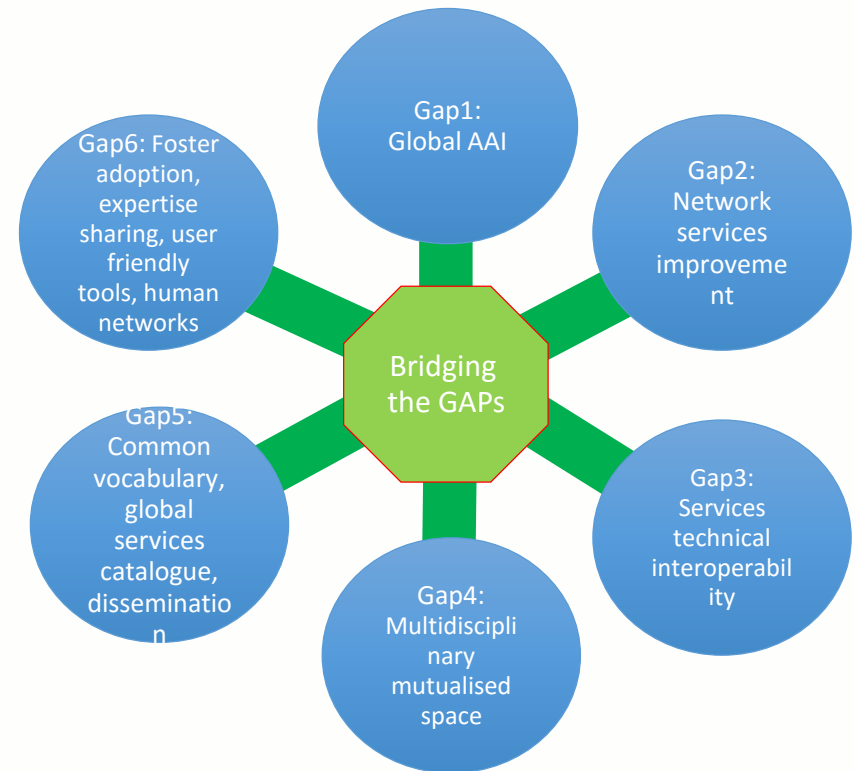 Gap1:
Global AAI
Gap2:
Network
services
improveme
nt
Gap3:
Services
technical
interoperabil
ity
Gap4:
Multidiscipli
nary
mutualised
space
Gap5:
Common
vocabulary,
global
services
catalogue,
disseminatio
n
Gap6: Foster
adoption,
expertise
sharing, user
friendly
tools, human
networks
Bridging
the GAPs